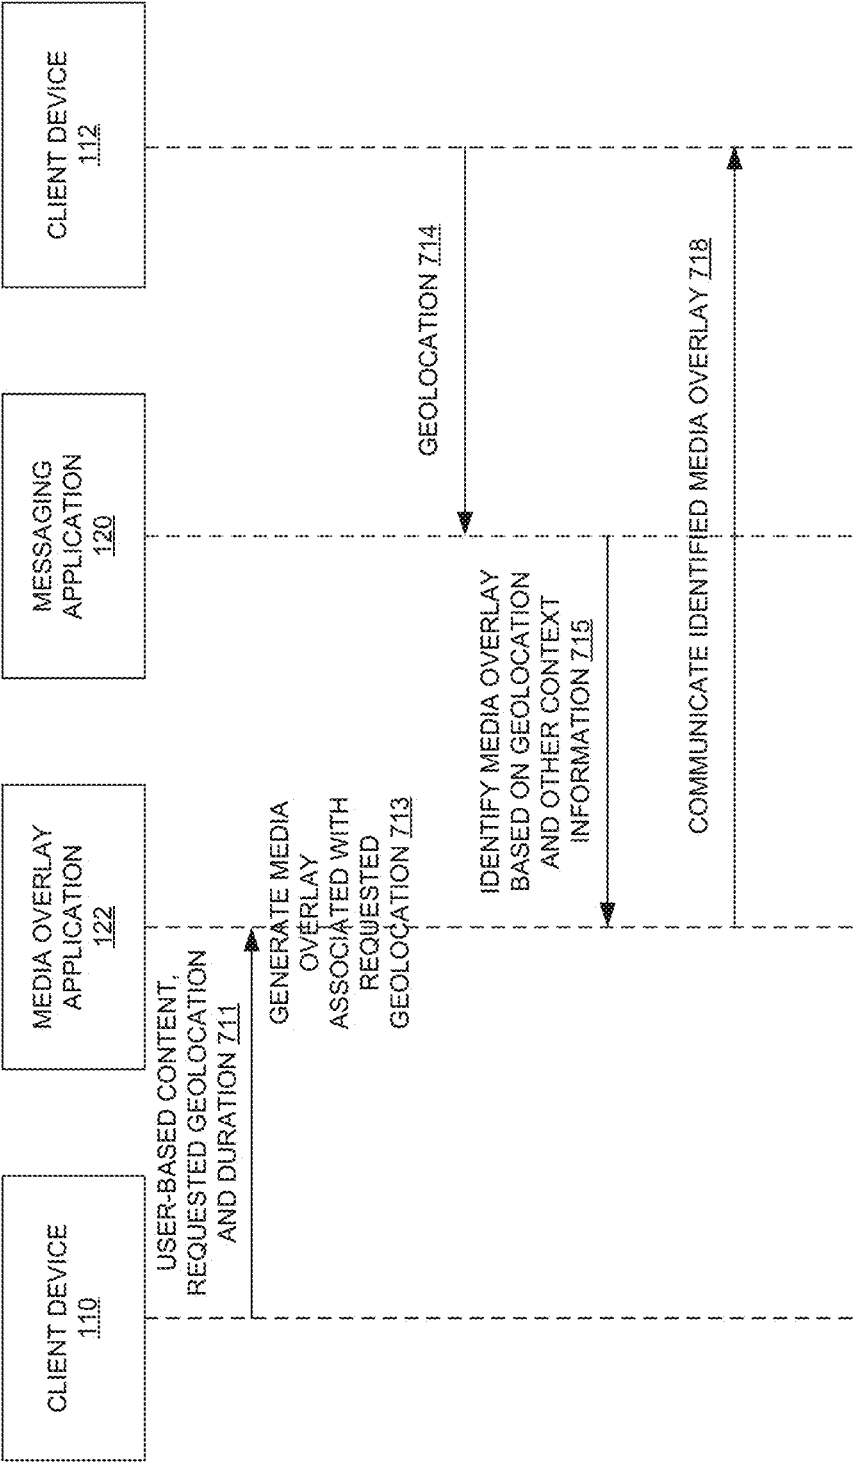 CLIENT DEVICE
110
MEDIA OVERLAY
APPLICATION
122
MESSAGING
APPLICATION
120
CLIENT DEVICE
112
USER-BASED CONTENT,
REQUESTED GEOLOCATION
AND DURATION 711
GENERATE MEDIA
OVERLAY
ASSOCIATED WITH
REQUESTED
GEOLOCATION 713
GEOLOCATION 714
IDENTIFY MEDIA OVERLAY
BASED ON GEOLOCATION
AND OTHER CONTEXT
INFORMATION 715
COMMUNICATE IDENTIFIED MEDIA OVERLAY 718